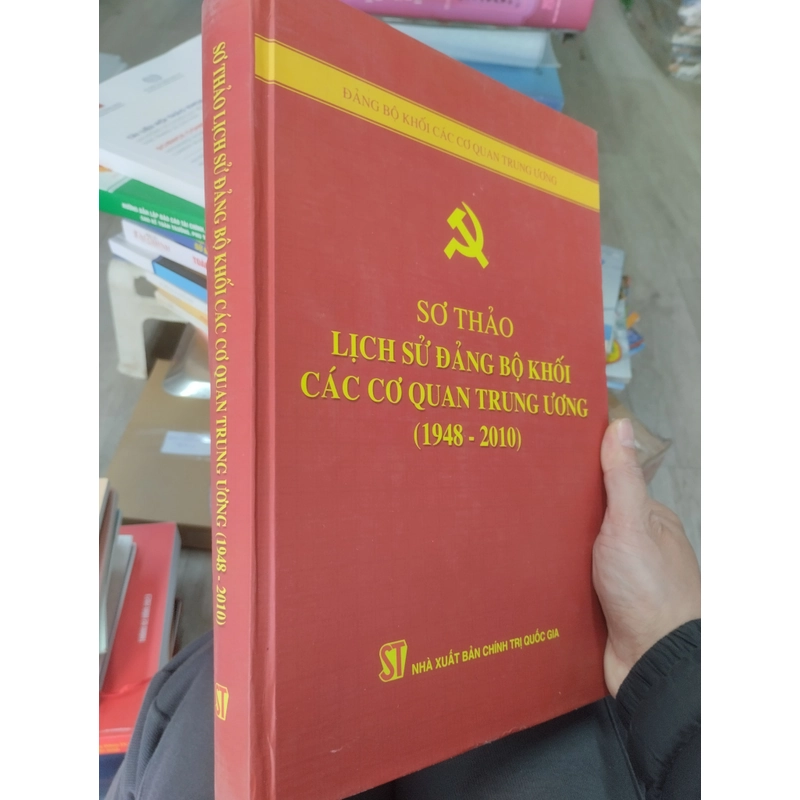 ĐẢNG BỘ KHỐI CÁC CƠ QUAN TRUNG ƯƠNG
SƠ THẢO
LỊCH SỬ ĐẢNG BỘ KHỐI
CÁC CƠ QUAN TRUNG ƯƠNG
(1948 - 2010)
ST NHÀ XUẤT BẢN CHÍNH TRỊ QUỐC GIA
SƠ THẢO LỊCH SỬ ĐẢNG BỘ KHỐI CÁC CƠ QUAN TRUNG ƯƠNG (1948 - 2010)
ST